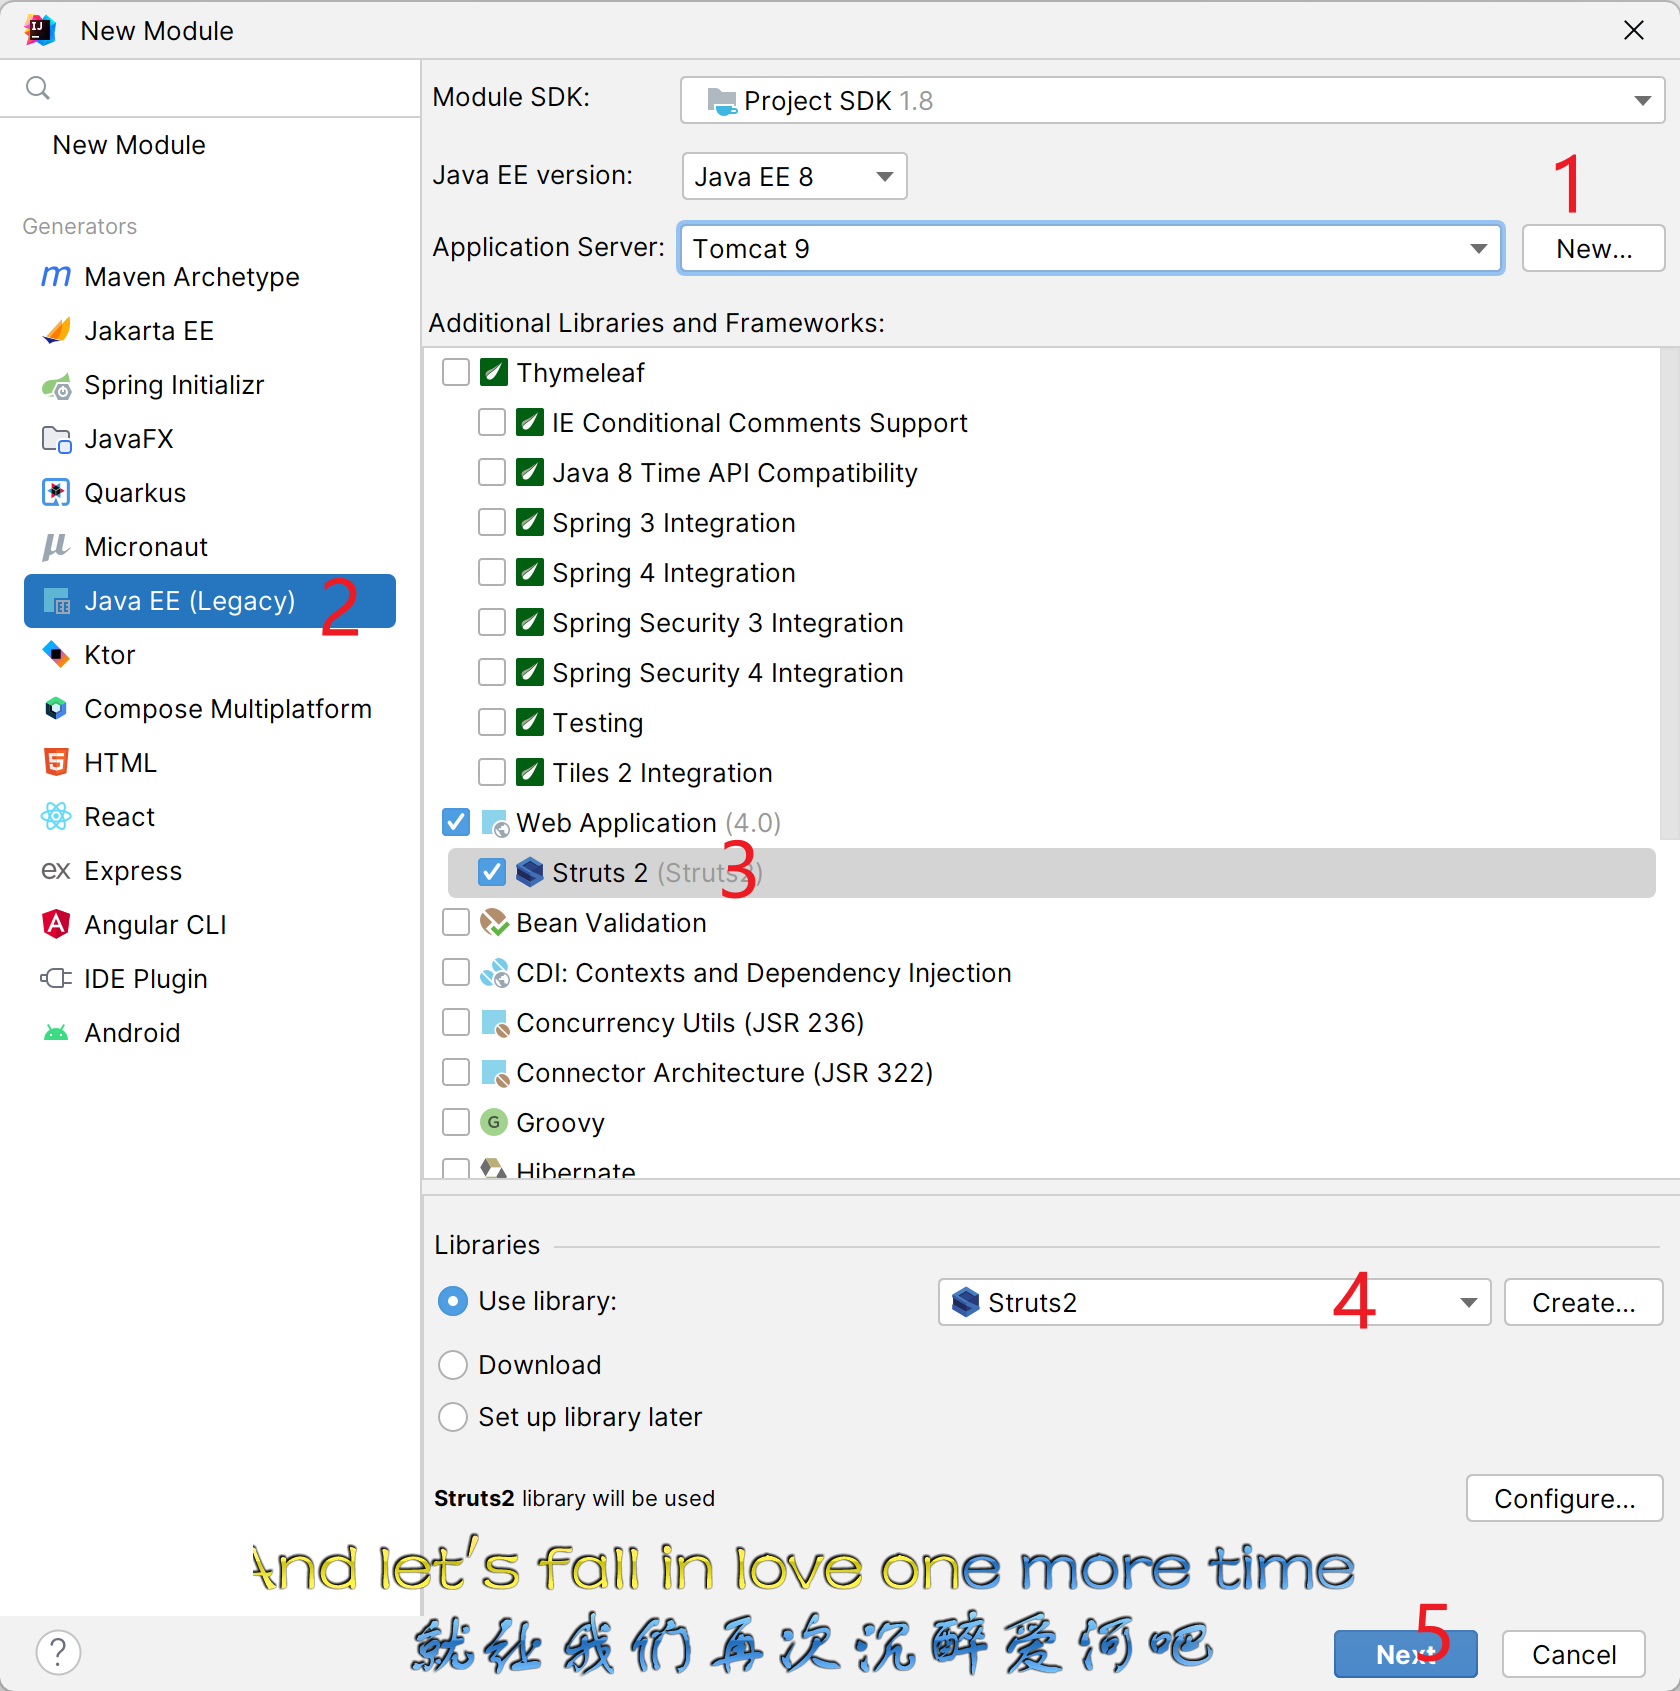 New Module
New Module
Generators
Maven Archetype
Jakarta EE
Spring Initializr
JavaFX
Quarkus
Micronaut
Java EE (Legacy) 2
Ktor
Compose Multiplatform
HTML
React
Express
Angular CLI
IDE Plugin
Android
Module SDK: Project SDK 1.8
Java EE version: Java EE 8
1
Application Server: Tomcat 9 New...
Additional Libraries and Frameworks:
Thymeleaf
IE Conditional Comments Support
Java 8 Time API Compatibility
Spring 3 Integration
Spring 4 Integration
Spring Security 3 Integration
Spring Security 4 Integration
Testing
Tiles 2 Integration
Web Application (4.0)
Struts 2 (Struts2) 3
Bean Validation
CDI: Contexts and Dependency Injection
Concurrency Utils (JSR 236)
Connector Architecture (JSR 322)
Groovy
Hibernate
Libraries
Use library: Struts2 4 Create...
Download
Set up library later
Struts2 library will be used Configure...
And let's fall in love one more time
就让我们再次沉醉爱河吧
? Next 5 Cancel